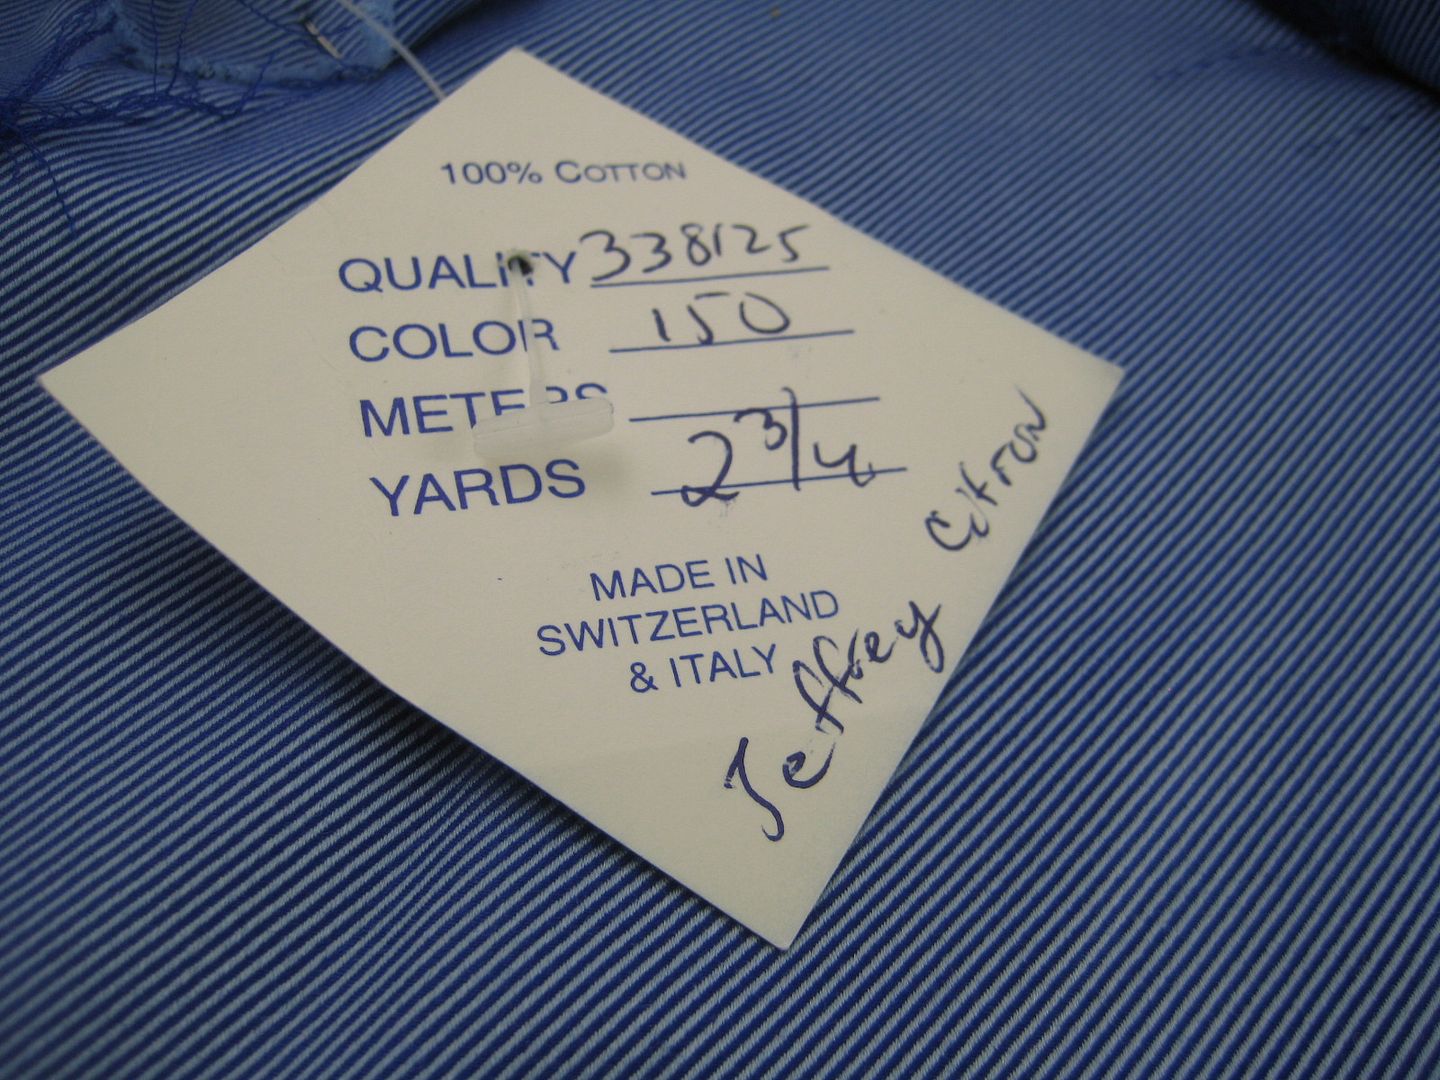 100% COTTON
QUALITY 338125
COLOR 150
METERS
YARDS 2 3/4
MADE IN
SWITZERLAND
& ITALY
Jeffrey Citron